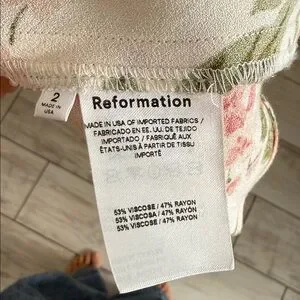 2
MADE IN
USA
Reformation
MADE IN USA OF IMPORTED FABRICS /
FABRICADO EN EE. UU. DE TEJIDO
IMPORTADO / FABRIQUÉ AUX
ÉTATS-UNIS À PARTIR DE TISSU
IMPORTÉ
53% VISCOSE / 47% RAYON
53% VISCOSA / 47% RAYON
53% VISCOSE / 47% RAYON